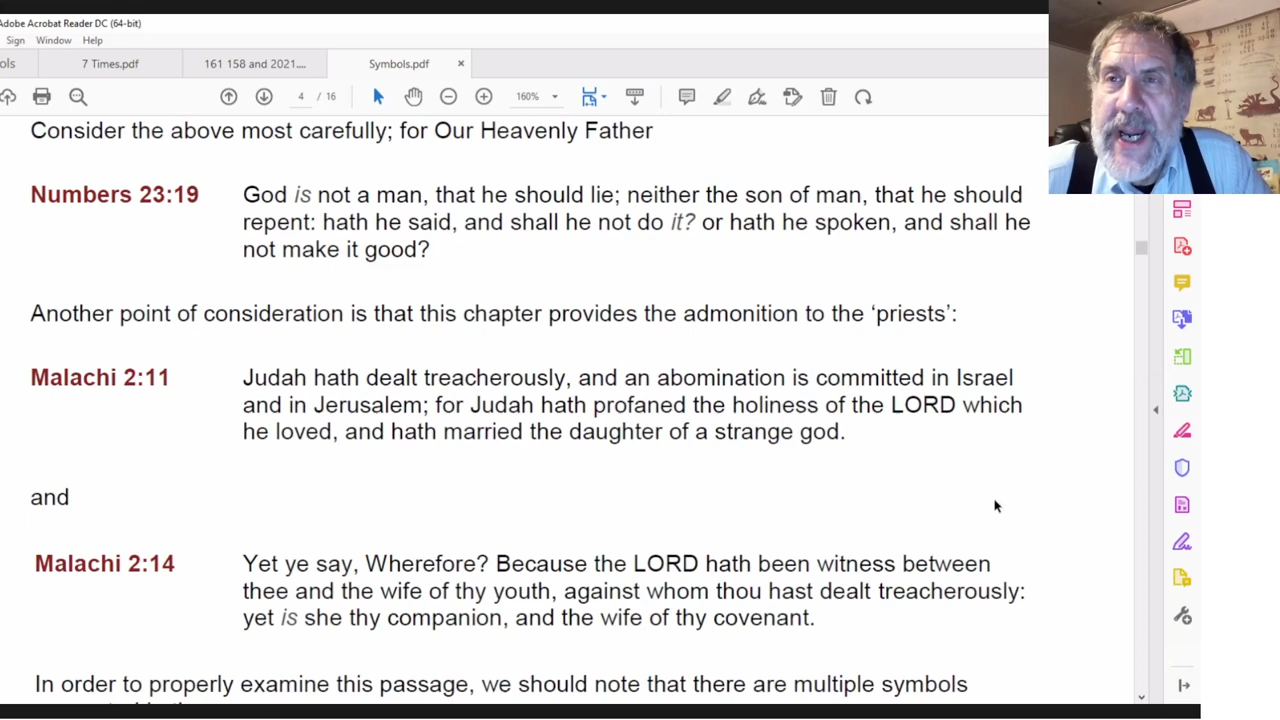 Adobe Acrobat Reader DC (64-bit)
Sign Window Help
ols 7 Times.pdf 161 158 and 2021.... Symbols.pdf ×
4 / 16 160%
Consider the above most carefully; for Our Heavenly Father
Numbers 23:19 God is not a man, that he should lie; neither the son of man, that he should
repent: hath he said, and shall he not do it? or hath he spoken, and shall he
not make it good?
Another point of consideration is that this chapter provides the admonition to the ‘priests’:
Malachi 2:11 Judah hath dealt treacherously, and an abomination is committed in Israel
and in Jerusalem; for Judah hath profaned the holiness of the LORD which
he loved, and hath married the daughter of a strange god.
and
Malachi 2:14 Yet ye say, Wherefore? Because the LORD hath been witness between
thee and the wife of thy youth, against whom thou hast dealt treacherously:
yet is she thy companion, and the wife of thy covenant.
In order to properly examine this passage, we should note that there are multiple symbols